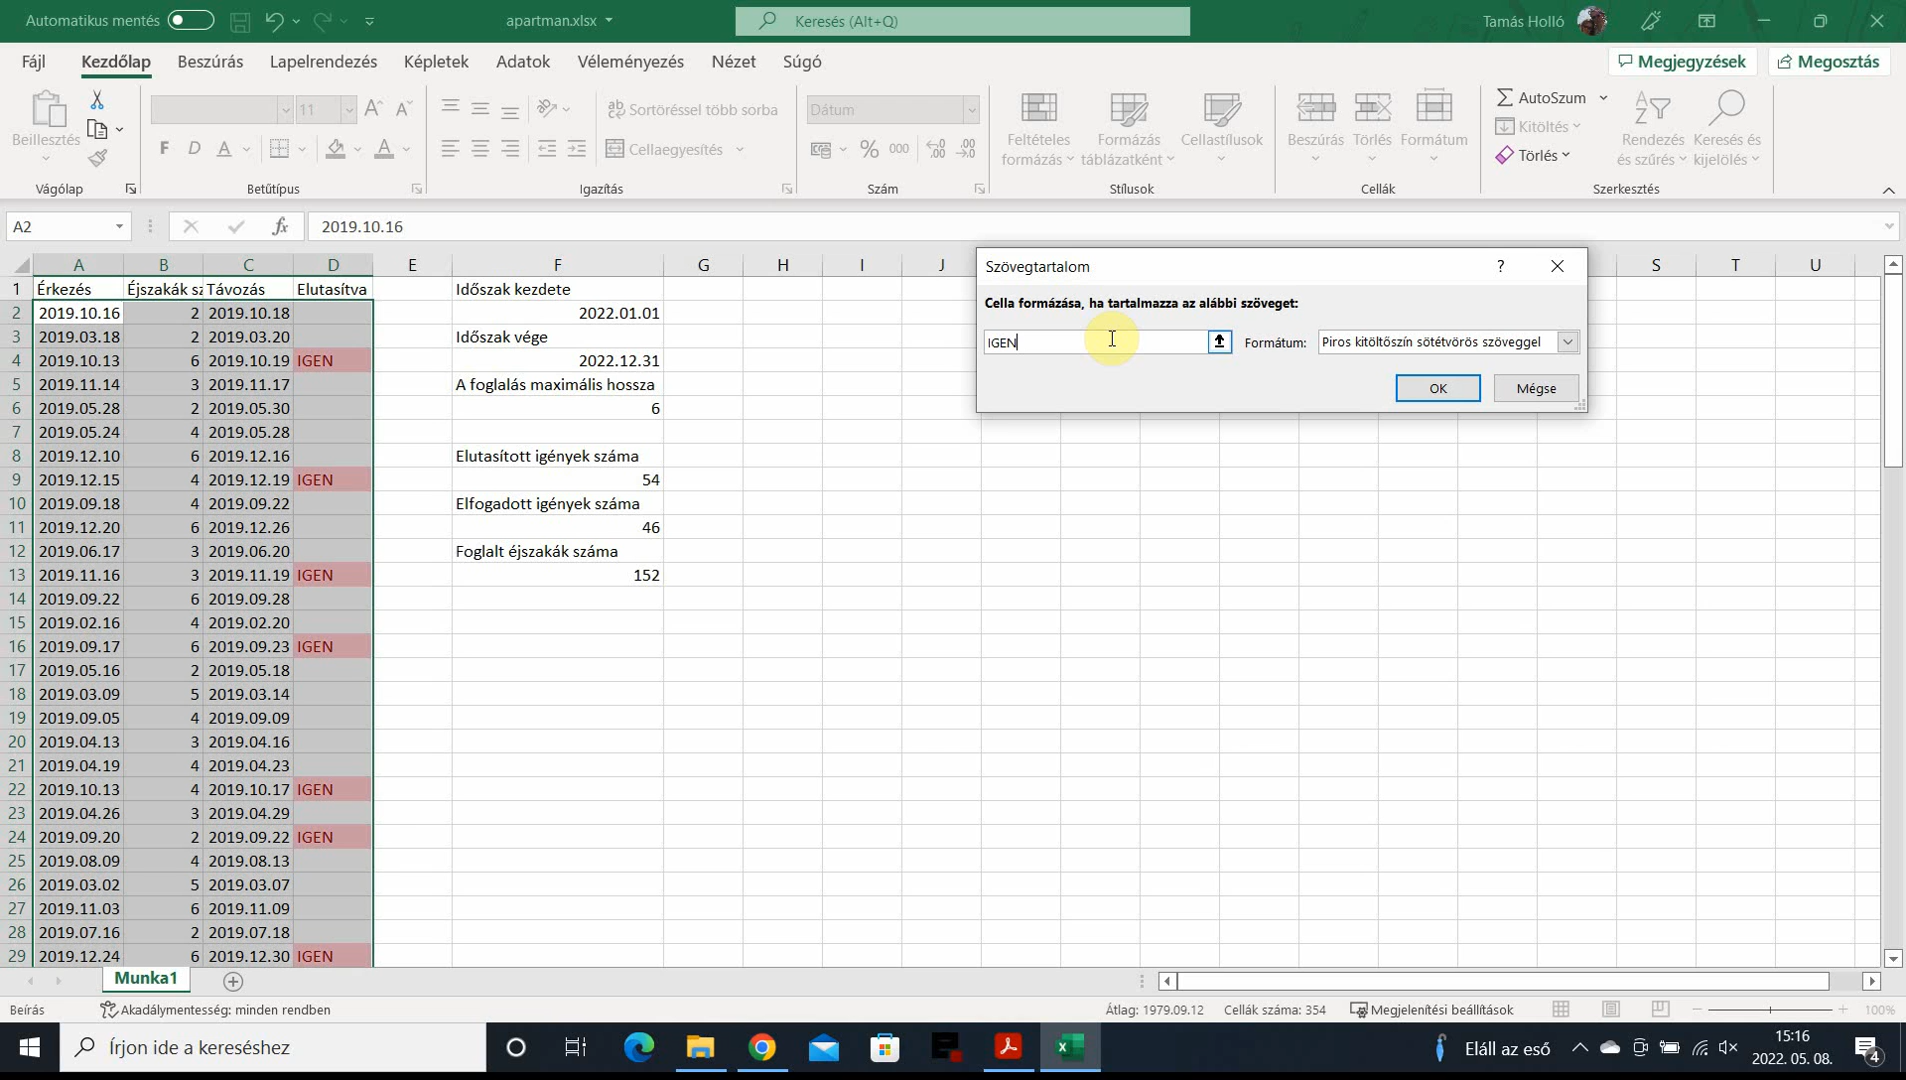 Automatikus mentés
apartman.xlsx
Keresés (Alt+Q)
Tamás Holló
Fájl Kezdőlap Beszúrás Lapelrendezés Képletek Adatok Véleményezés Nézet Súgó
Megjegyzések Megosztás
Beillesztés
11
Sortöréssel több sorba
Cellaegyesítés
Dátum
% 000
F D A
Feltételes formázás
Formázás táblázatként
Cellastílusok
Beszúrás Törlés Formátum
AutoSzum
Kitöltés
Törlés
Rendezés és szűrés
Keresés és kijelölés
Vágólap Betűtípus Igazítás Szám Stílusok Cellák Szerkesztés
A2
fx
2019.10.16
A B C D E F G H I J S T U
1 Érkezés Éjszakák sz Távozás Elutasítva Időszak kezdete
2 2019.10.16 2 2019.10.18 2022.01.01
3 2019.03.18 2 2019.03.20 Időszak vége
4 2019.10.13 6 2019.10.19 IGEN 2022.12.31
5 2019.11.14 3 2019.11.17 A foglalás maximális hossza
6 2019.05.28 2 2019.05.30 6
7 2019.05.24 4 2019.05.28
8 2019.12.10 6 2019.12.16 Elutasított igények száma
9 2019.12.15 4 2019.12.19 IGEN 54
10 2019.09.18 4 2019.09.22 Elfogadott igények száma
11 2019.12.20 6 2019.12.26 46
12 2019.06.17 3 2019.06.20 Foglalt éjszakák száma
13 2019.11.16 3 2019.11.19 IGEN 152
14 2019.09.22 6 2019.09.28
15 2019.02.16 4 2019.02.20
16 2019.09.17 6 2019.09.23 IGEN
17 2019.05.16 2 2019.05.18
18 2019.03.09 5 2019.03.14
19 2019.09.05 4 2019.09.09
20 2019.04.13 3 2019.04.16
21 2019.04.19 4 2019.04.23
22 2019.10.13 4 2019.10.17 IGEN
23 2019.04.26 3 2019.04.29
24 2019.09.20 2 2019.09.22 IGEN
25 2019.08.09 4 2019.08.13
26 2019.03.02 5 2019.03.07
27 2019.11.03 6 2019.11.09
28 2019.07.16 2 2019.07.18
29 2019.12.24 6 2019.12.30 IGEN
Szövegtartalom
?
Cella formázása, ha tartalmazza az alábbi szöveget:
IGEN
Formátum: Piros kitöltőszín sötétvörös szöveggel
OK Mégse
Munka1
Beírás Akadálymentesség: minden rendben
Átlag: 1979.09.12 Cellák száma: 354 Megjelenítési beállítások
100%
Írjon ide a kereséshez
Eláll az eső
15:16
2022. 05. 08.
4